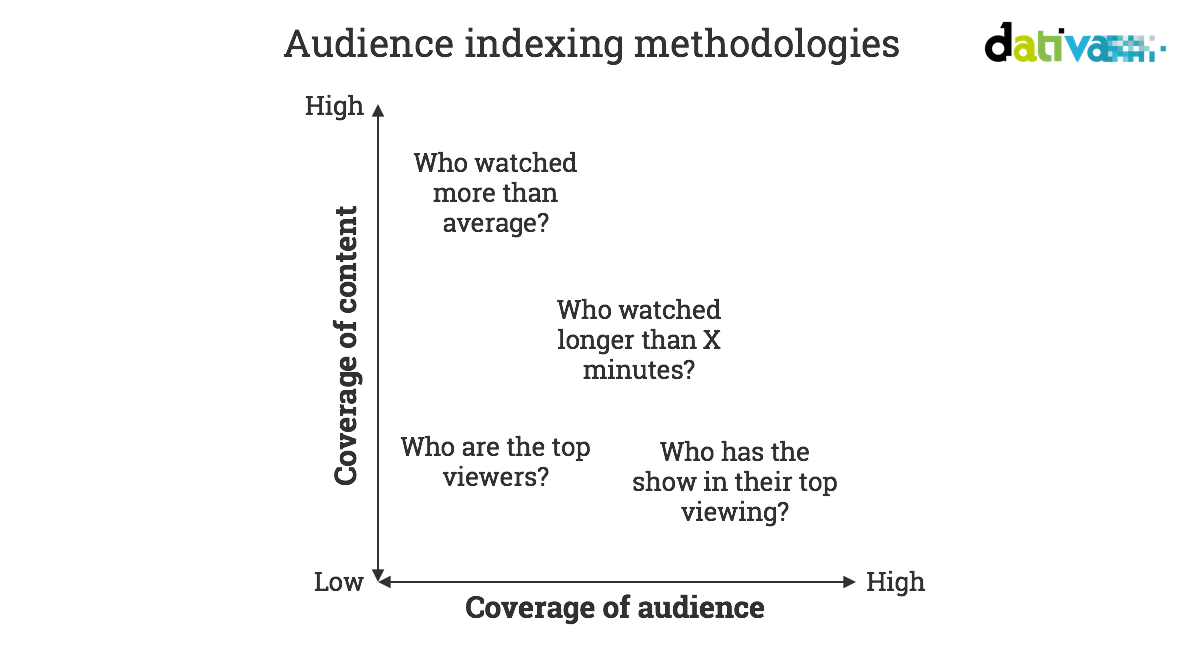 Audience indexing methodologies
dativa
High
Who watched
more than
average?
Coverage of content
Who watched
longer than X
minutes?
Who are the top
viewers?
Who has the
show in their top
viewing?
Low
High
Coverage of audience